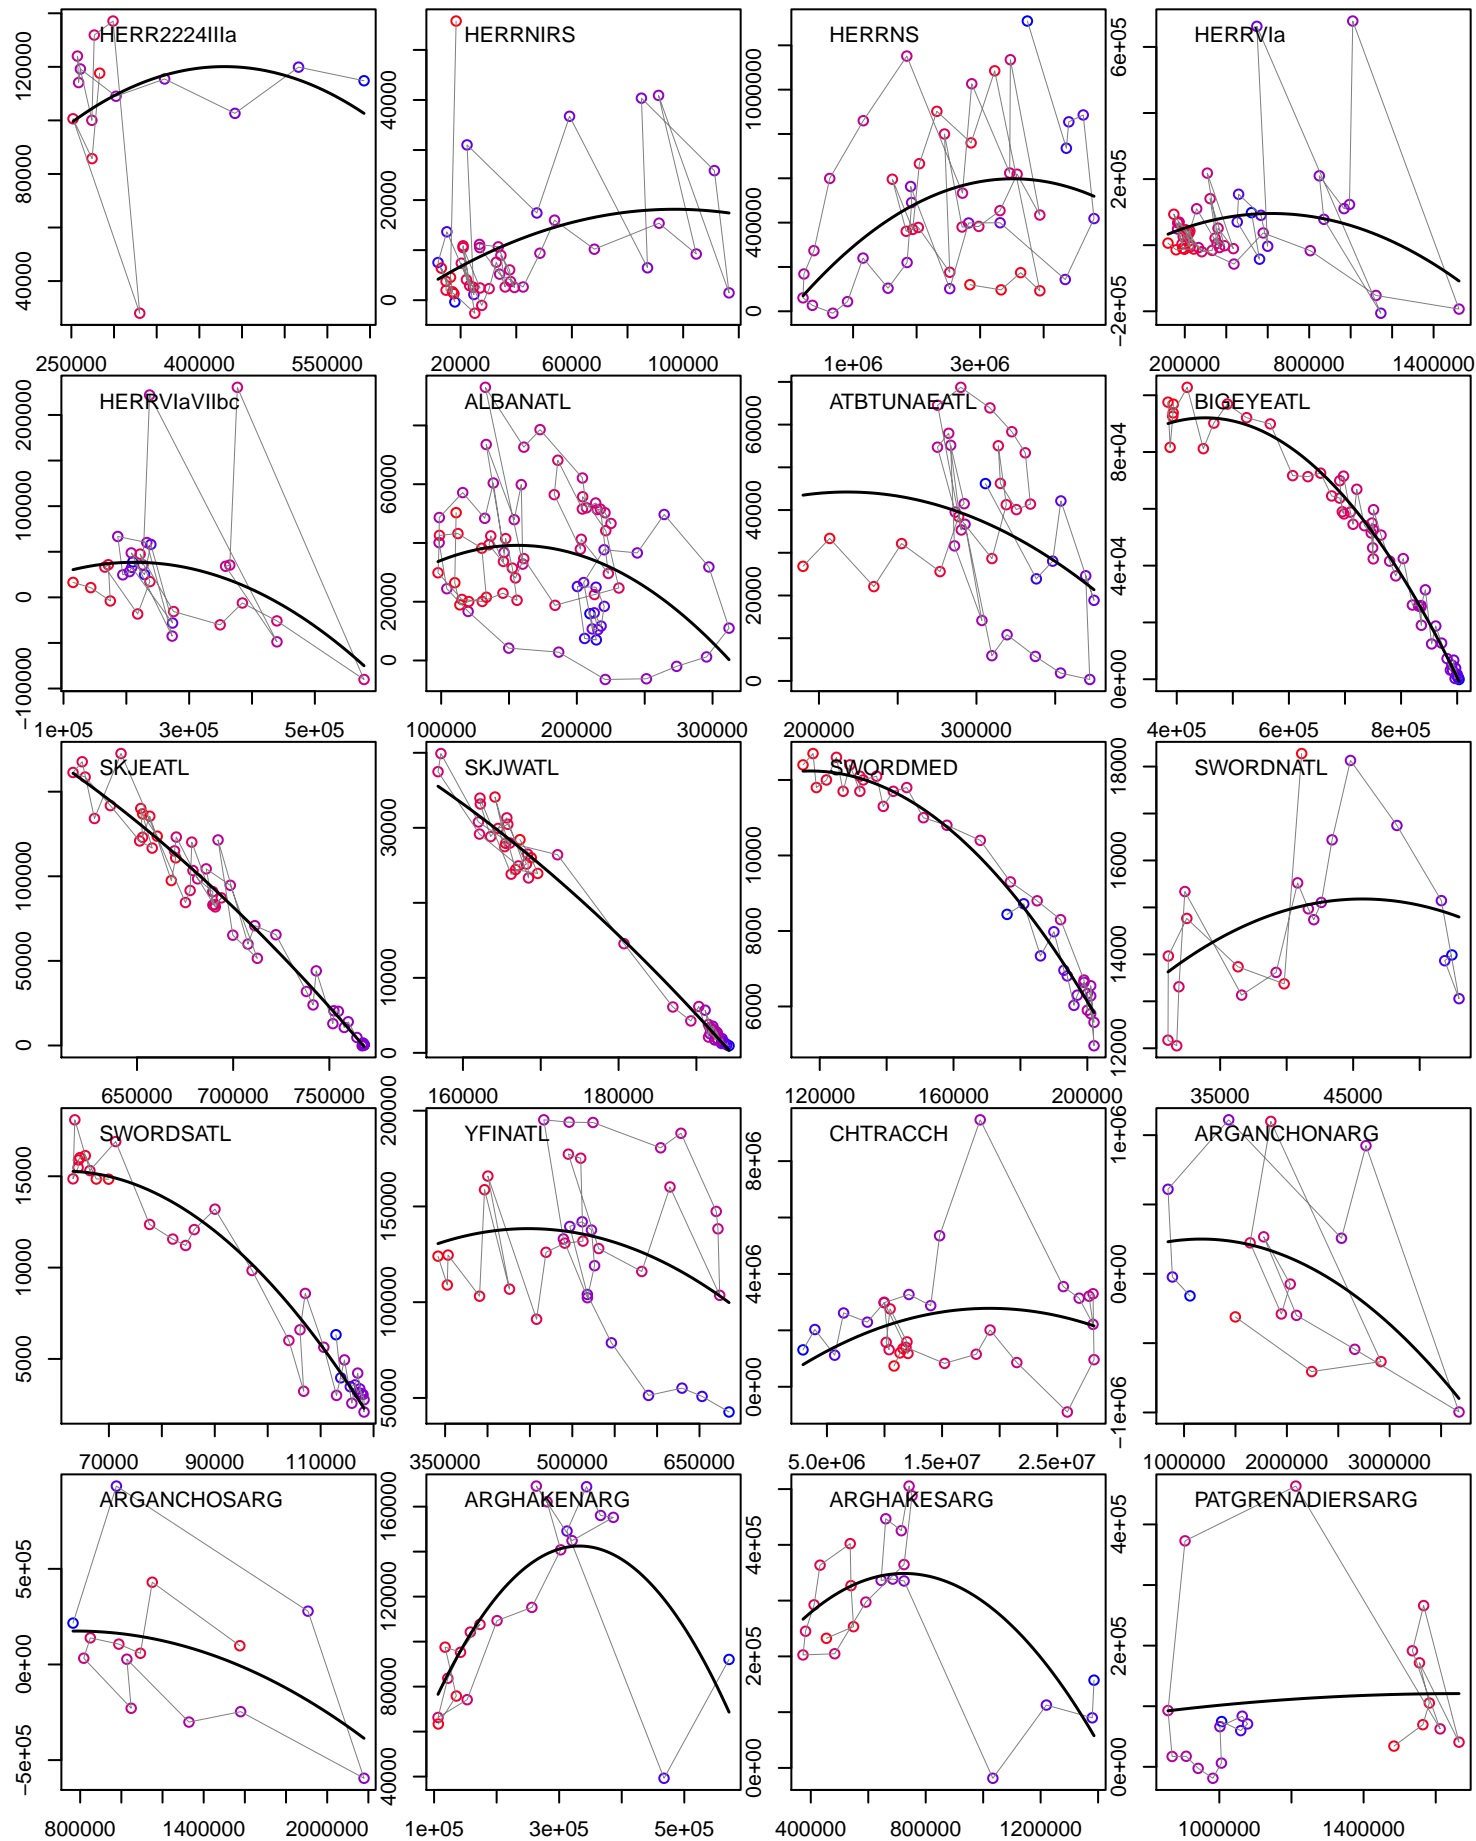 HERR2224IIIa HERRNIRS HERRNS HERRVIa
40000 80000 120000
0 20000 40000
0 400000 1000000
−2e+05 2e+05 6e+05
250000 400000 550000 20000 60000 100000 1e+06 3e+06 200000 800000 1400000
HERRVIaVIIbc ALBANATL ATBTUNAEATL BIGEYEATL
−100000 0 100000 200000
0 20000 60000
0 20000 40000 60000
0e+00 4e+04 8e+04
−1e+05 1e+05 3e+05 5e+05 100000 200000 300000 200000 300000 4e+05 6e+05 8e+05
SKJEATL SKJWATL SWORDMED SWORDNATL
0 50000 100000
0 10000 30000
6000 8000 10000
12000 14000 16000 18000
650000 700000 750000 160000 180000 120000 160000 200000 35000 45000
SWORDSATL YFINATL CHTRACCH ARGANCHONARG
5000 10000 15000
50000 100000 150000 200000
0e+00 4e+06 8e+06
−1e+06 0e+00 1e+06
70000 90000 110000 350000 500000 650000 5.0e+06 1.5e+07 2.5e+07 1000000 2000000 3000000
ARGANCHOSARG ARGHAKENARG ARGHAKESARG PATGRENADIERSARG
−5e+05 0e+00 5e+05
40000 80000 120000 160000
0e+00 2e+05 4e+05
0e+00 2e+05 4e+05
800000 1400000 2000000 1e+05 3e+05 5e+05 400000 800000 1200000 1000000 1400000